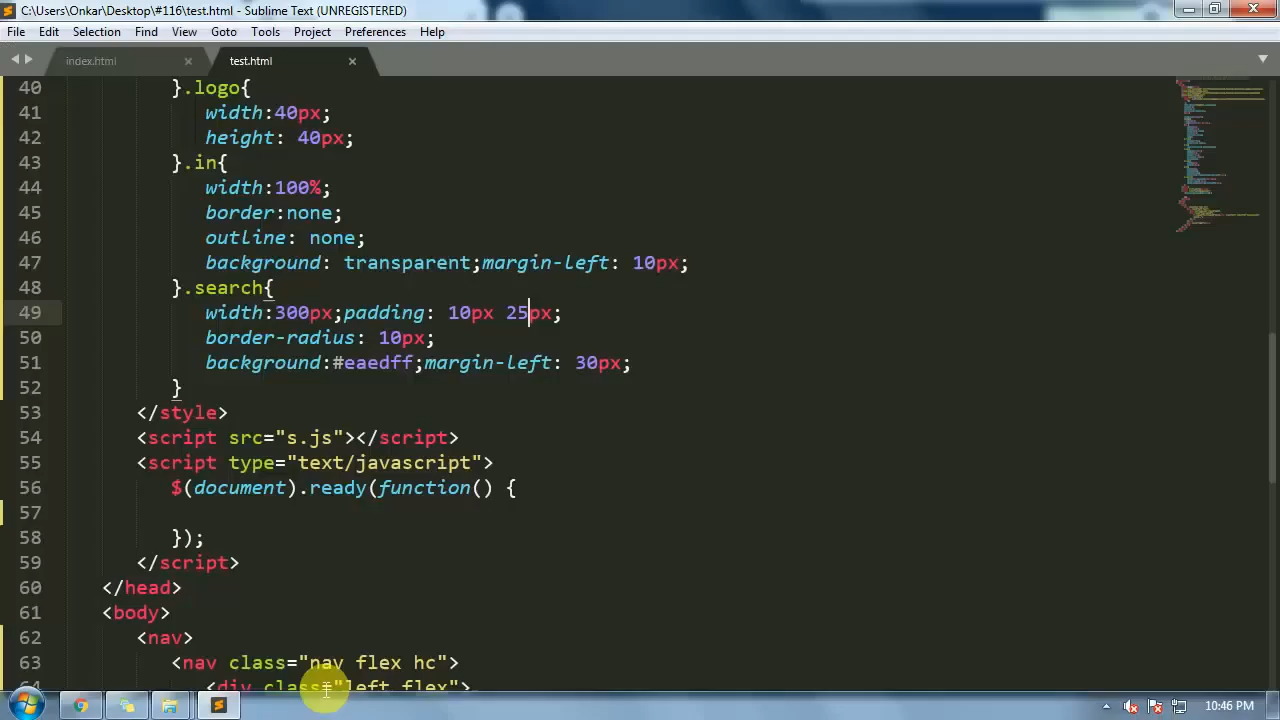 C:\Users\Onkar\Desktop\#116\test.html - Sublime Text (UNREGISTERED)
File Edit Selection Find View Goto Tools Project Preferences Help
index.html test.html
40 }.logo{
41 width:40px;
42 height: 40px;
43 }.in{
44 width:100%;
45 border:none;
46 outline: none;
47 background: transparent;margin-left: 10px;
48 }.search{
49 width:300px;padding: 10px 25px;
50 border-radius: 10px;
51 background:#eaedff;margin-left: 30px;
52 }
53 </style>
54 <script src="s.js"></script>
55 <script type="text/javascript">
56 $(document).ready(function() {
57
58 });
59 </script>
60 </head>
61 <body>
62 <nav>
63 <nav class="nav flex hc">
64 <div class="left flex">
10:46 PM